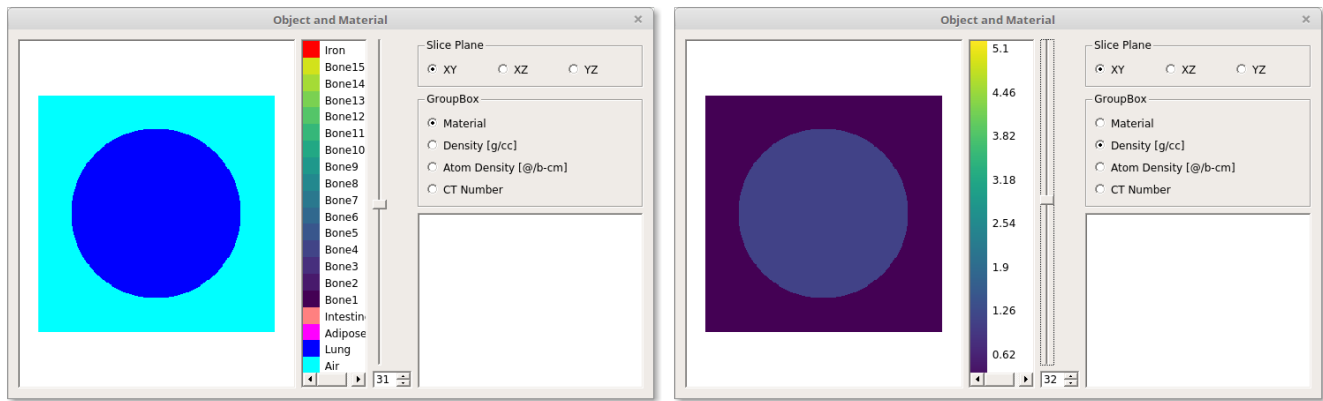 Object and Material
Iron
Bone15
Bone14
Bone13
Bone12
Bone11
Bone10
Bone9
Bone8
Bone7
Bone6
Bone5
Bone4
Bone3
Bone2
Bone1
Intestin
Adipose
Lung
Air
31
Slice Plane
XY XZ YZ
GroupBox
Material
Density [g/cc]
Atom Density [@/b-cm]
CT Number
Object and Material
5.1
4.46
3.82
3.18
2.54
1.9
1.26
0.62
32
Slice Plane
XY XZ YZ
GroupBox
Material
Density [g/cc]
Atom Density [@/b-cm]
CT Number